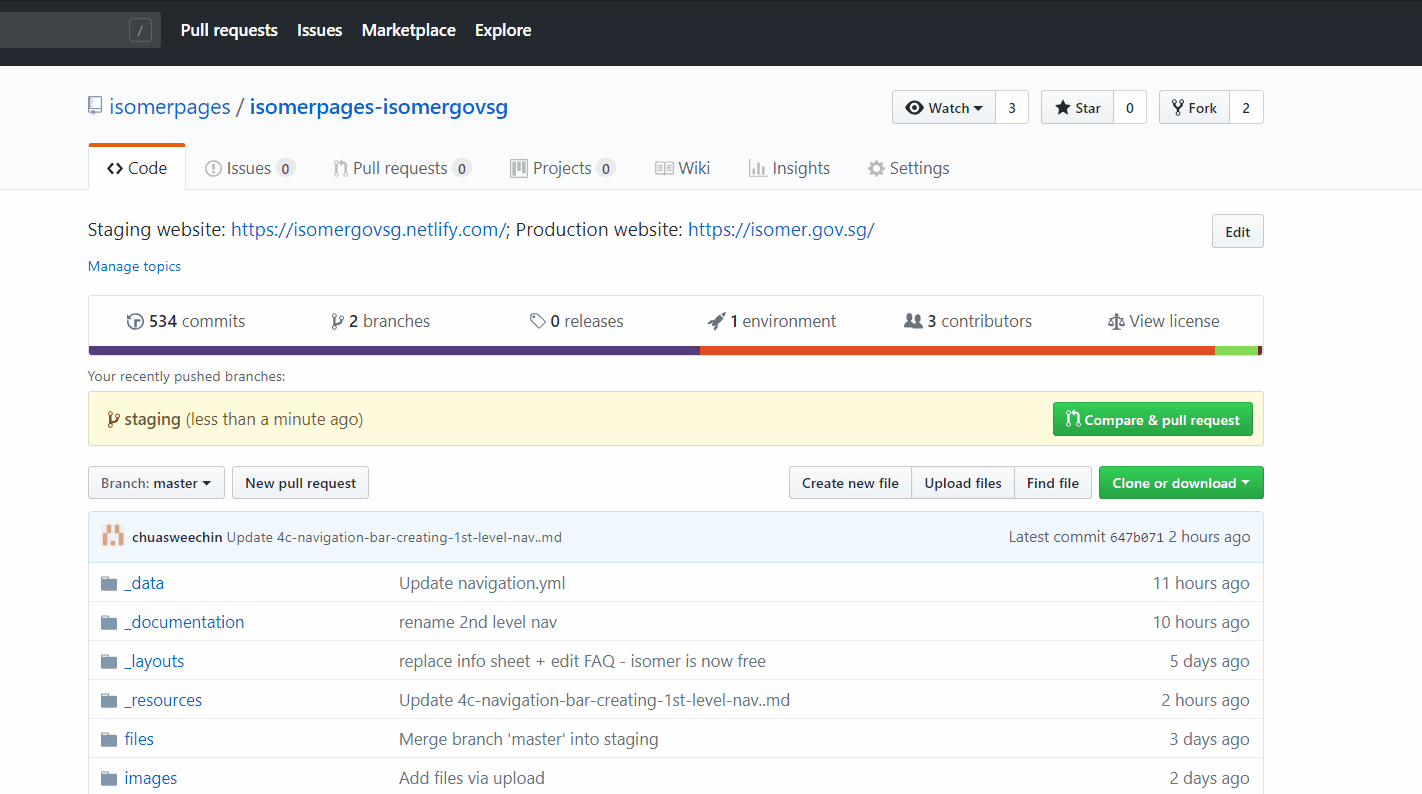 / Pull requests Issues Marketplace Explore
isomerpages / isomerpages-isomergovsg Watch 3 Star 0 Fork 2
Code Issues 0 Pull requests 0 Projects 0 Wiki Insights Settings
Staging website: https://isomergovsg.netlify.com/; Production website: https://isomer.gov.sg/ Edit
Manage topics
534 commits 2 branches 0 releases 1 environment 3 contributors View license
Your recently pushed branches:
staging (less than a minute ago) Compare & pull request
Branch: master New pull request Create new file Upload files Find file Clone or download
chuasweechin Update 4c-navigation-bar-creating-1st-level-nav..md Latest commit 647b071 2 hours ago
_data Update navigation.yml 11 hours ago
_documentation rename 2nd level nav 10 hours ago
_layouts replace info sheet + edit FAQ - isomer is now free 5 days ago
_resources Update 4c-navigation-bar-creating-1st-level-nav..md 2 hours ago
files Merge branch 'master' into staging 3 days ago
images Add files via upload 2 days ago